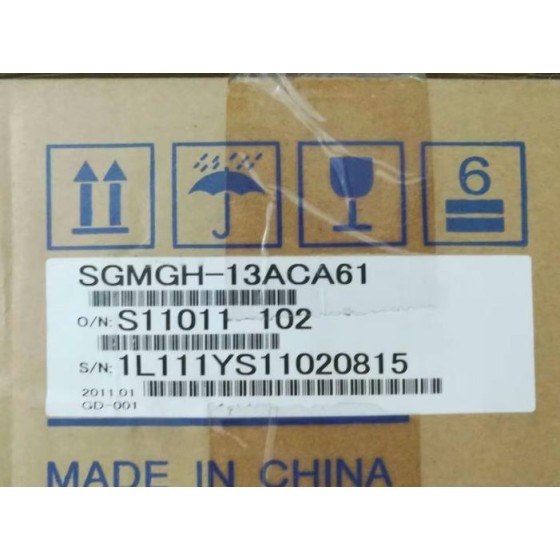 6
SGMGH-13ACA61
O/N: S11011 102
S/N: 1L111YS11020815
2011.01
GD-001
MADE IN CHINA